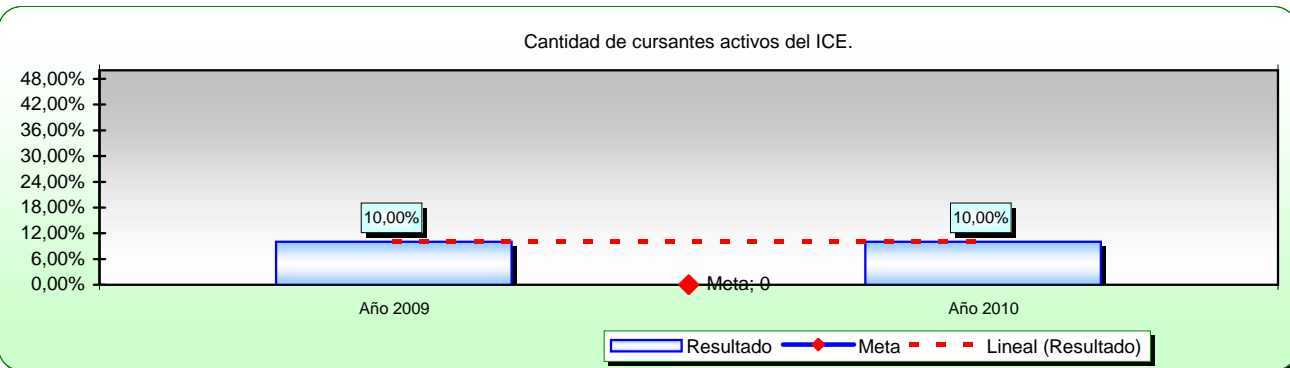 Cantidad de cursantes activos del ICE.
48,00%
42,00%
36,00%
30,00%
24,00%
18,00%
12,00%
6,00%
0,00%
10,00%
10,00%
Meta; 0
Año 2009
Año 2010
Resultado
Meta
Lineal (Resultado)